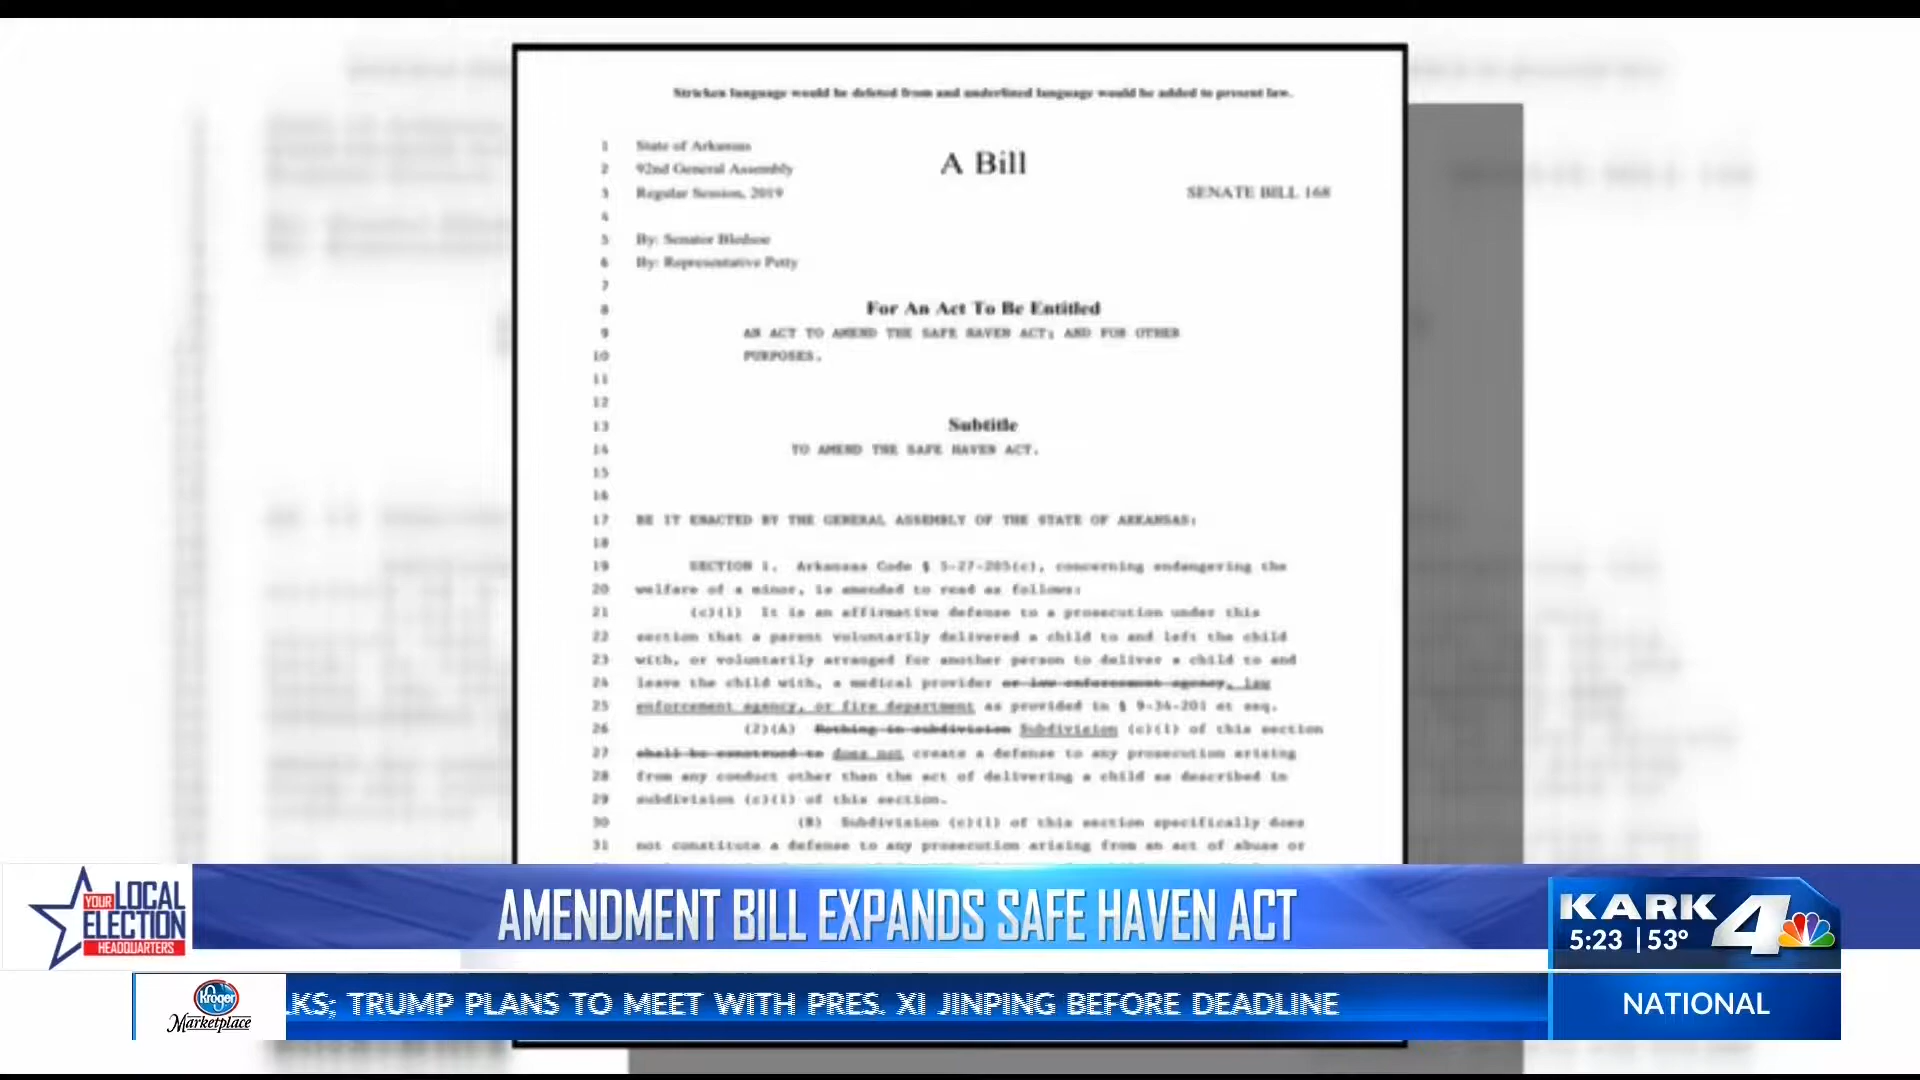 Stricken language would be deleted from and underlined language would be added to present law.
1 State of Arkansas
A Bill
2 92nd General Assembly
3 Regular Session, 2019
SENATE BILL 168
4
5 By: Senator Bledsoe
6 By: Representative Petty
7
8 For An Act To Be Entitled
9 AN ACT TO AMEND THE SAFE HAVEN ACT; AND FOR OTHER
10 PURPOSES.
11
12
13 Subtitle
14 TO AMEND THE SAFE HAVEN ACT.
15
16
17 BE IT ENACTED BY THE GENERAL ASSEMBLY OF THE STATE OF ARKANSAS:
18
19 SECTION 1. Arkansas Code § 5-27-205(c), concerning endangering the
20 welfare of a minor, is amended to read as follows:
21 (c)(1) It is an affirmative defense to a prosecution under this
22 section that a parent voluntarily delivered a child to and left the child
23 with, or voluntarily arranged for another person to deliver a child to and
24 leave the child with, a medical provider or law enforcement agency, law
25 enforcement agency, or fire department as provided in § 9-34-201 et seq.
26 (2)(A) Nothing in subdivision Subdivision (c)(1) of this section
27 shall be construed to does not create a defense to any prosecution arising
28 from any conduct other than the act of delivering a child as described in
29 subdivision (c)(1) of this section.
30 (B) Subdivision (c)(1) of this section specifically does
31 not constitute a defense to any prosecution arising from an act of abuse or
YOUR LOCAL ELECTION HEADQUARTERS
AMENDMENT BILL EXPANDS SAFE HAVEN ACT
KARK 4
5:23 | 53°
Kroger Marketplace
LKS; TRUMP PLANS TO MEET WITH PRES. XI JINPING BEFORE DEADLINE
NATIONAL